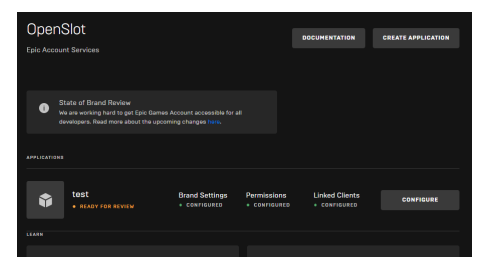 OpenSlot
DOCUMENTATION
CREATE APPLICATION
Epic Account Services
State of Brand Review
We are working hard to get Epic Games Account accessible for all
developers. Read more about the upcoming changes here.
APPLICATIONS
test
Brand Settings
Permissions
Linked Clients
CONFIGURE
READY FOR REVIEW
CONFIGURED
CONFIGURED
CONFIGURED
LEARN